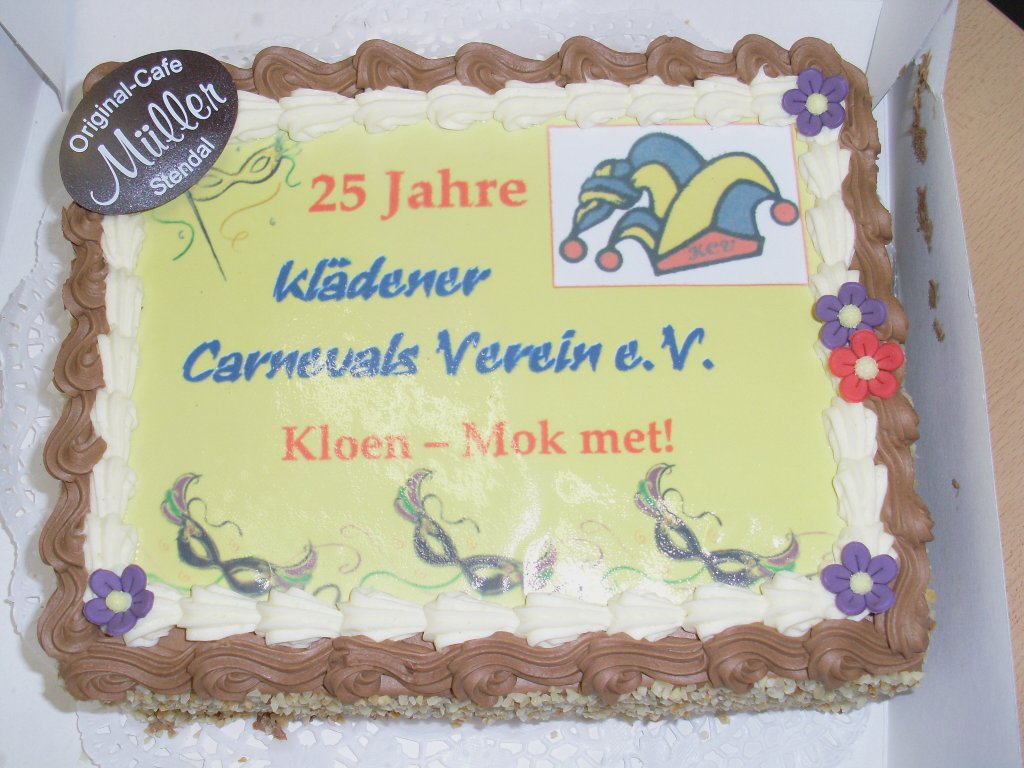 Original-Cafe
Müller
Stendal
25 Jahre
KCV
klädener
Carnevals Verein e.V.
Kloen – Mok met!